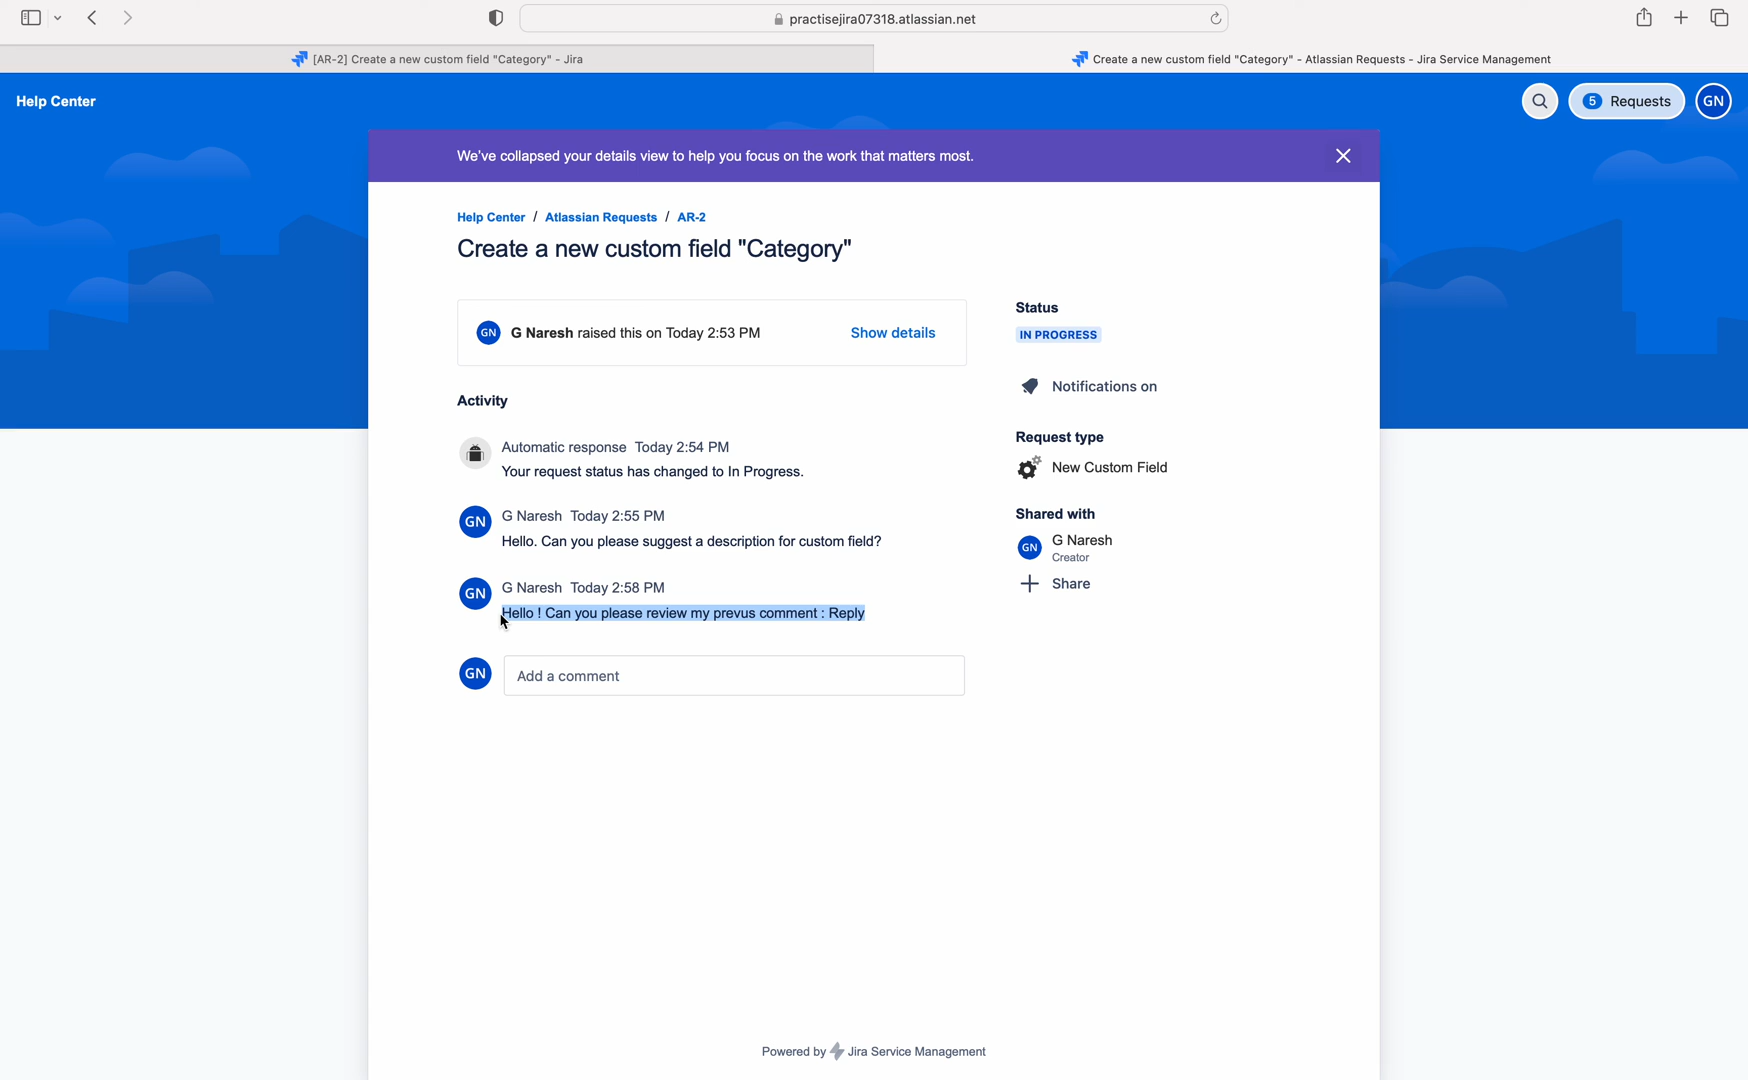 practisejira07318.atlassian.net
[AR-2] Create a new custom field "Category" - Jira
Create a new custom field "Category" - Atlassian Requests - Jira Service Management
Help Center
5 Requests
GN
We've collapsed your details view to help you focus on the work that matters most.
Help Center / Atlassian Requests / AR-2
Create a new custom field "Category"
GN G Naresh raised this on Today 2:53 PM Show details
Activity
Automatic response Today 2:54 PM
Your request status has changed to In Progress.
GN G Naresh Today 2:55 PM
Hello. Can you please suggest a description for custom field?
GN G Naresh Today 2:58 PM
Hello ! Can you please review my prevus comment : Reply
GN Add a comment
Status
IN PROGRESS
Notifications on
Request type
New Custom Field
Shared with
GN G Naresh
Creator
Share
Powered by Jira Service Management